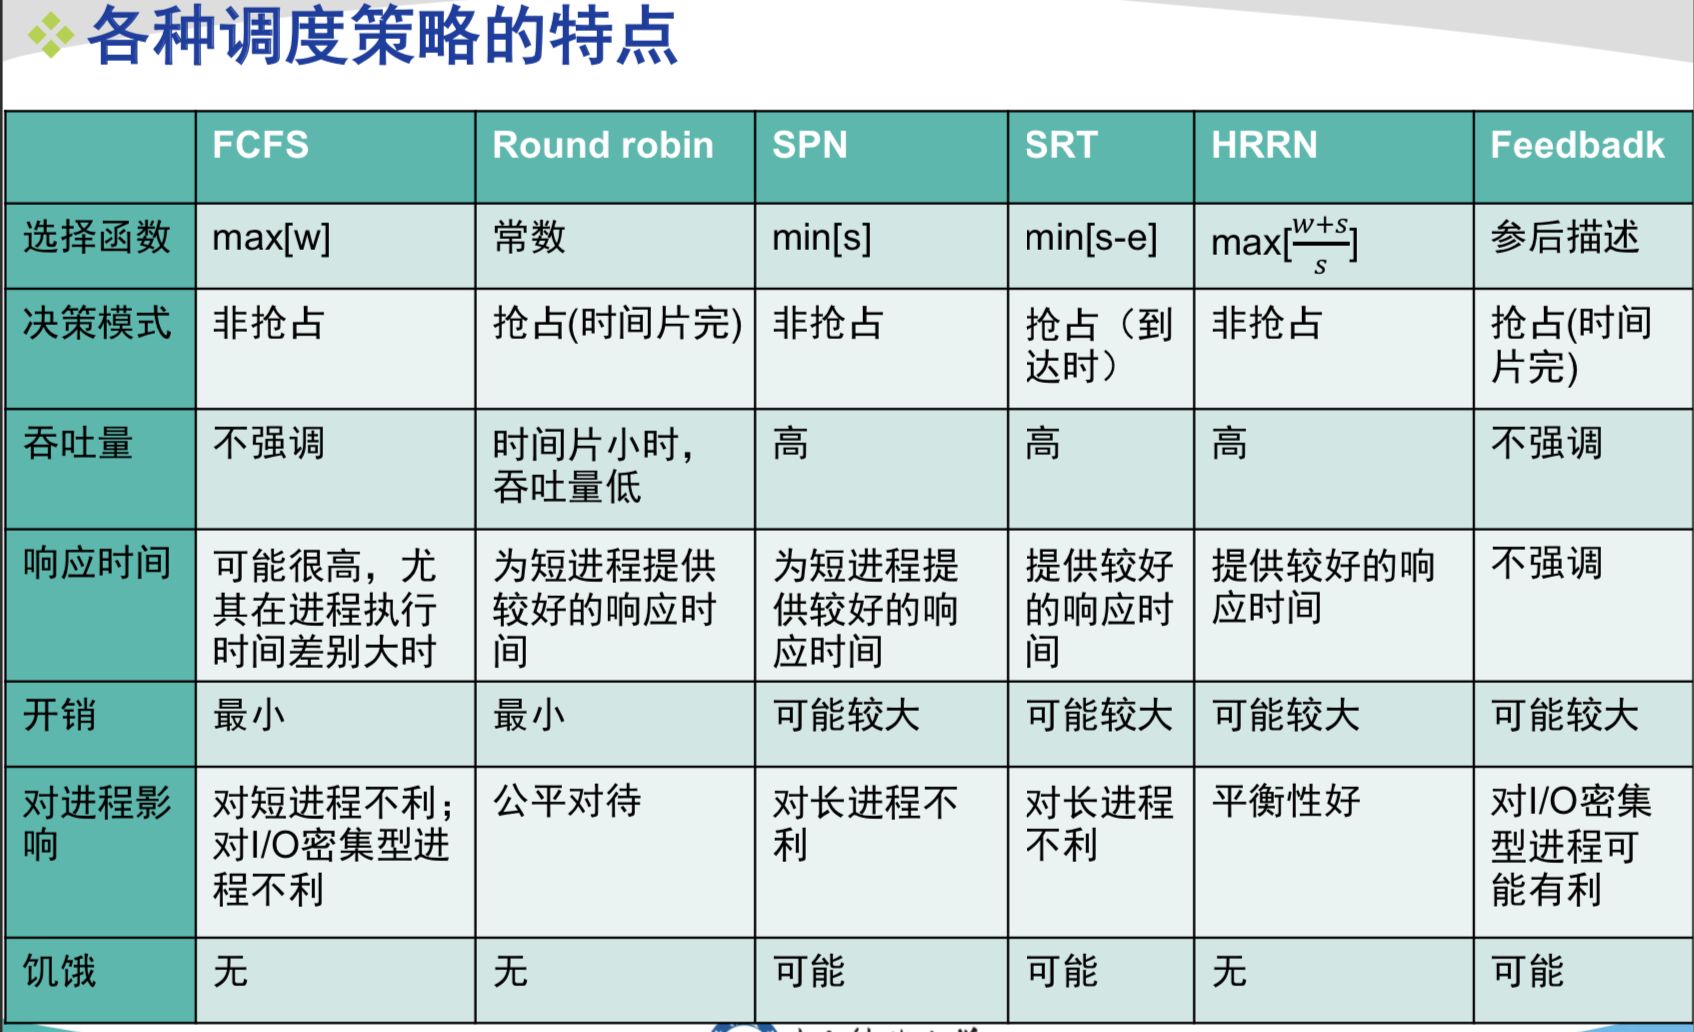 各种调度策略的特点
FCFS
Round robin
SPN
SRT
HRRN
Feedbadk
选择函数
max[w]
常数
min[s]
min[s-e]
max[\frac{w+s}{s}]
参后描述
决策模式
非抢占
抢占(时间片完)
非抢占
抢占（到
达时）
非抢占
抢占(时间
片完)
吞吐量
不强调
时间片小时，
吞吐量低
高
高
高
不强调
响应时间
可能很高，尤
其在进程执行
时间差别大时
为短进程提供
较好的响应时
间
为短进程提
供较好的响
应时间
提供较好
的响应时
间
提供较好的响
应时间
不强调
开销
最小
最小
可能较大
可能较大
可能较大
可能较大
对进程影
响
对短进程不利；
对I/O密集型进
程不利
公平对待
对长进程不
利
对长进程
不利
平衡性好
对I/O密集
型进程可
能有利
饥饿
无
无
可能
可能
无
可能